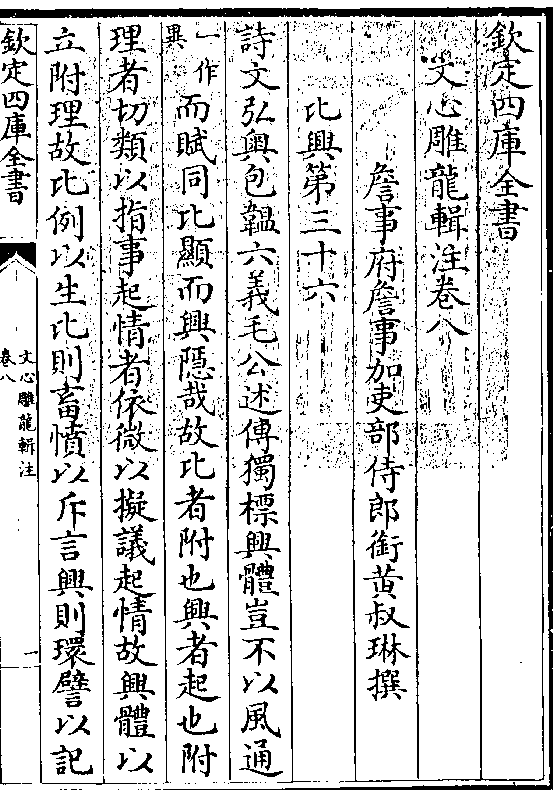 欽定四庫全書
文心雕龍輯注卷八
詹事府詹事加吏部侍郎銜黃叔琳撰
比興第三十六
詩文弘奥包韞六義毛公述傳獨標興體豈不以風通
一作異而賦同比顯而興隱哉故比者附也興者起也附
理者切類以指事起情者依微以擬議起情故興體以
立附理故比例以生比則畜憤以斥言興則環譬以記
欽定四庫全書
文心雕龍輯注
卷八
一